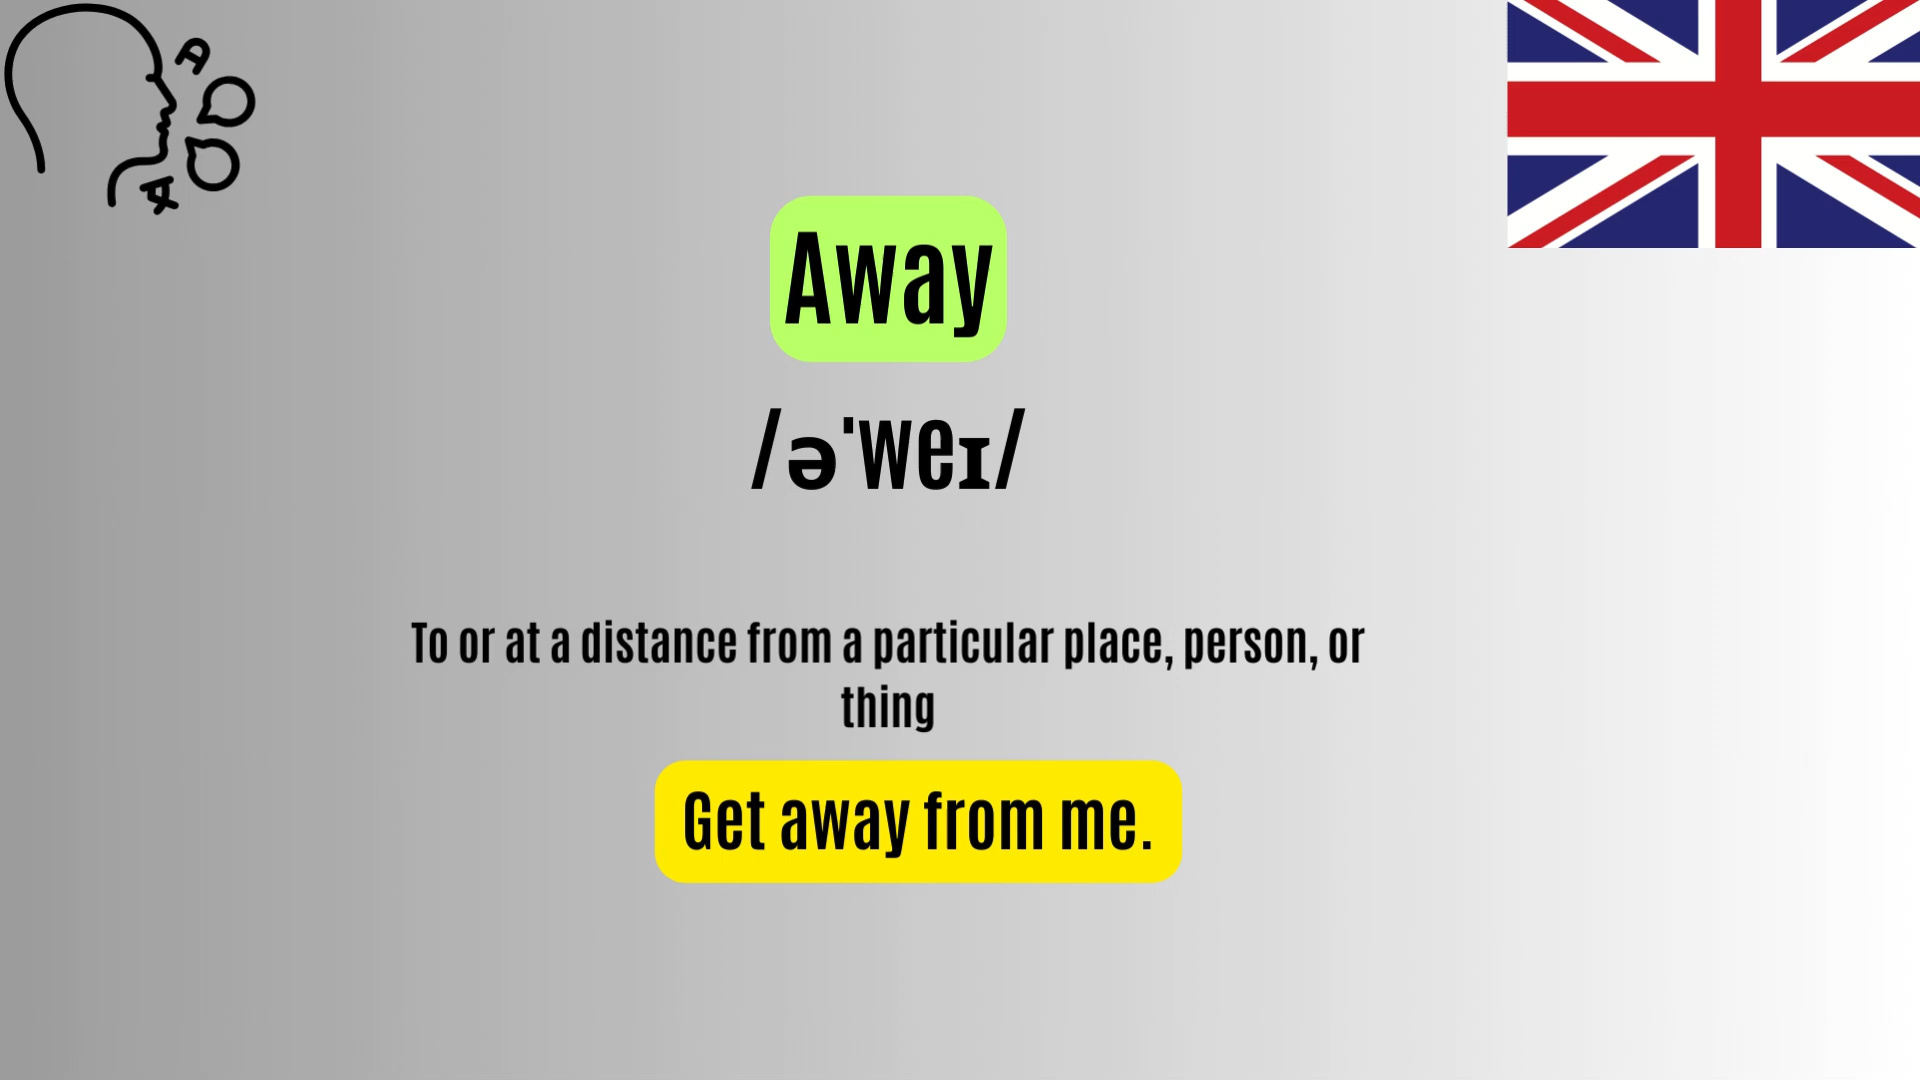 Away
/əˈweɪ/
To or at a distance from a particular place, person, or
thing
Get away from me.